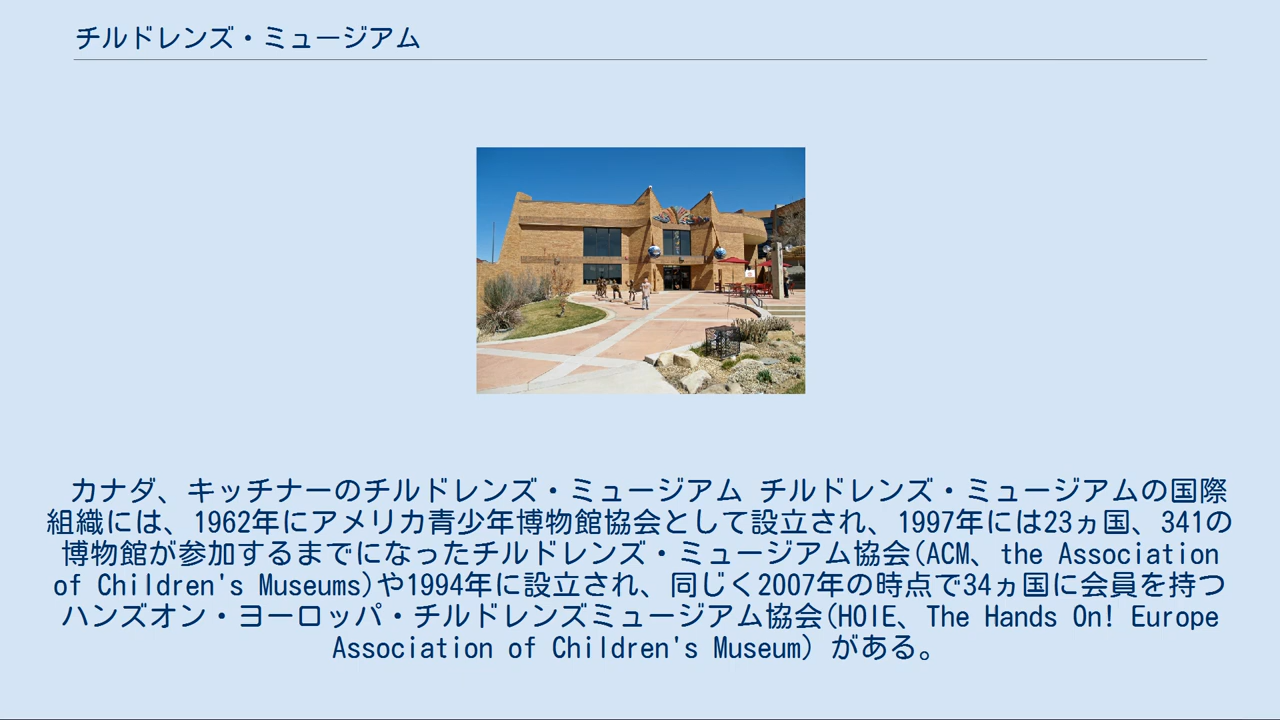 チルドレンズ・ミュージアム
カナダ、キッチナーのチルドレンズ・ミュージアム チルドレンズ・ミュージアムの国際
組織には、1962年にアメリカ青少年博物館協会として設立され、1997年には23ヵ国、341の
博物館が参加するまでになったチルドレンズ・ミュージアム協会(ACM、the Association
of Children's Museums)や1994年に設立され、同じく2007年の時点で34ヵ国に会員を持つ
ハンズオン・ヨーロッパ・チルドレンズミュージアム協会(HOIE、The Hands On! Europe
Association of Children's Museum) がある。